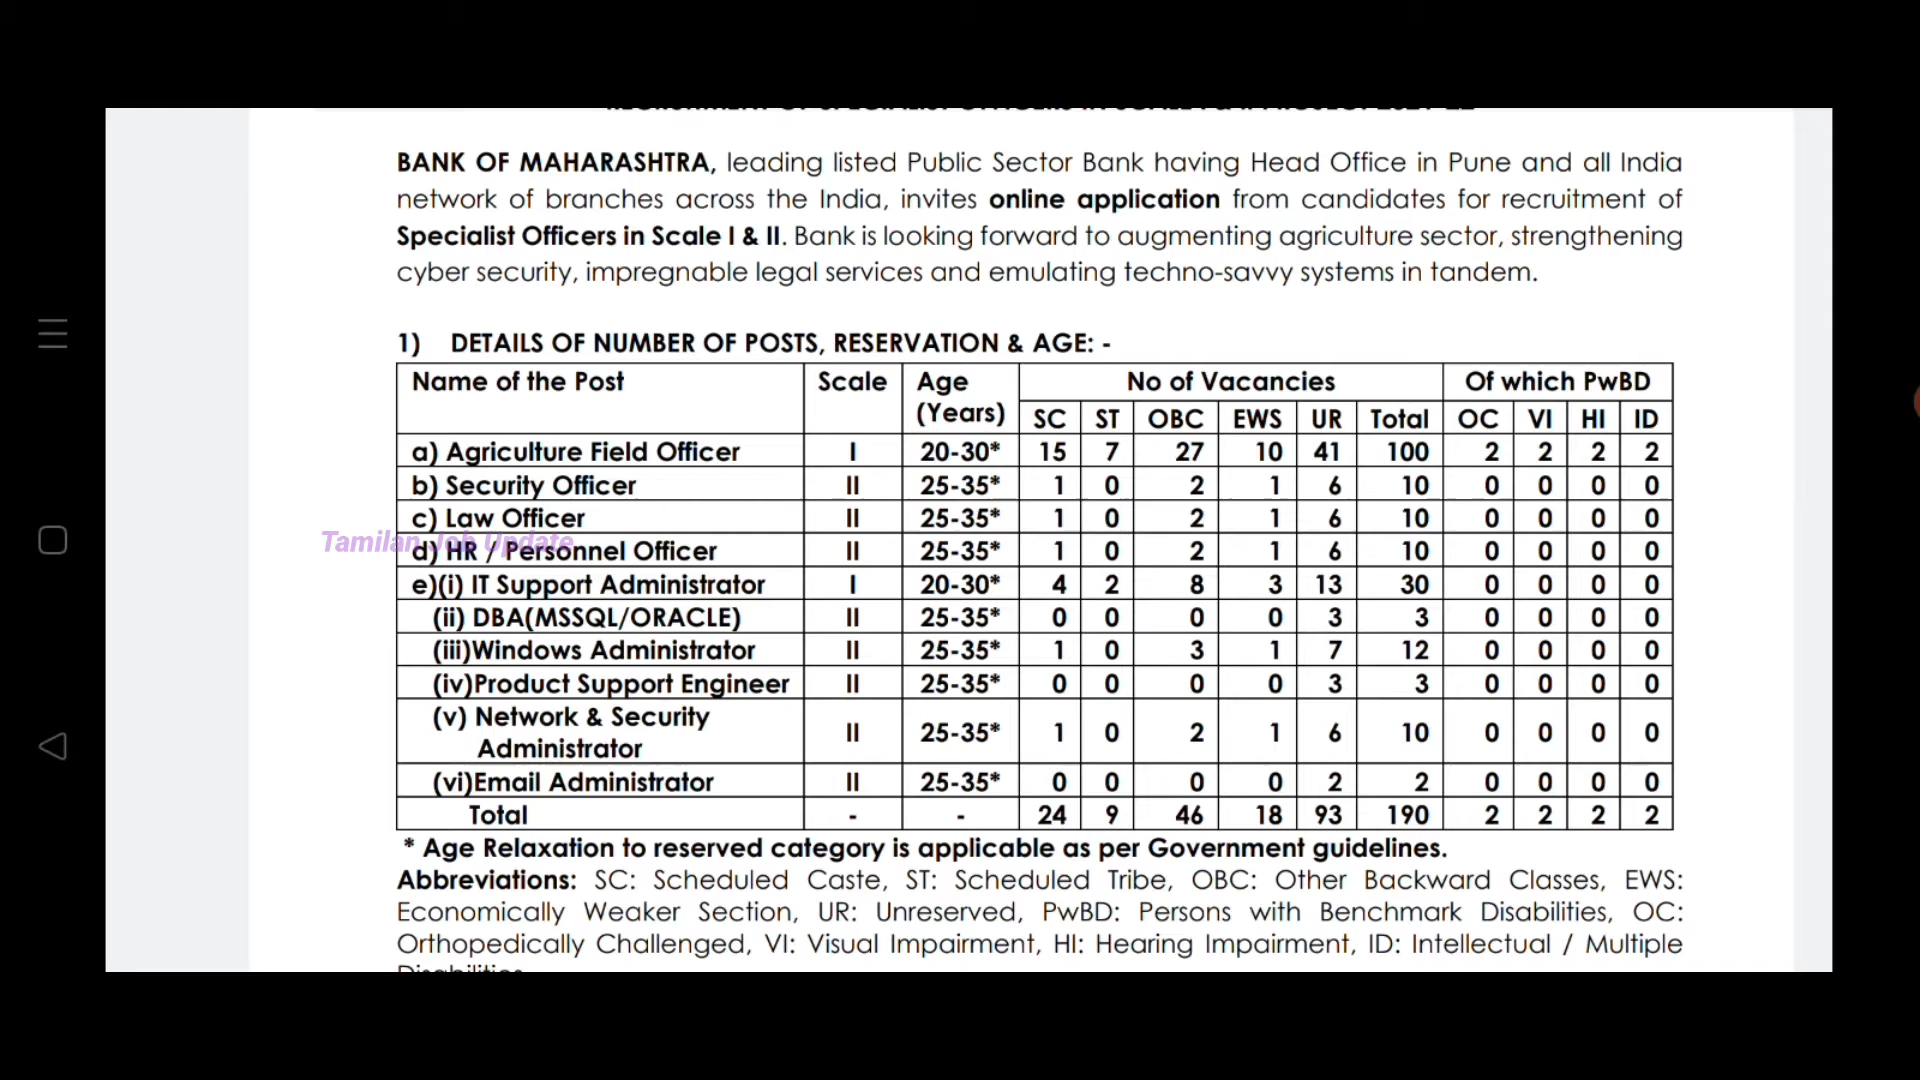 BANK OF MAHARASHTRA, leading listed Public Sector Bank having Head Office in Pune and all India
network of branches across the India, invites online application from candidates for recruitment of
Specialist Officers in Scale I & II. Bank is looking forward to augmenting agriculture sector, strengthening
cyber security, impregnable legal services and emulating techno-savvy systems in tandem.
1) DETAILS OF NUMBER OF POSTS, RESERVATION & AGE: -
Name of the Post Scale Age (Years) No of Vacancies Of which PwBD
SC ST OBC EWS UR Total OC VI HI ID
a) Agriculture Field Officer I 20-30* 15 7 27 10 41 100 2 2 2 2
b) Security Officer II 25-35* 1 0 2 1 6 10 0 0 0 0
c) Law Officer II 25-35* 1 0 2 1 6 10 0 0 0 0
Tamilan Job Update
d) HR / Personnel Officer II 25-35* 1 0 2 1 6 10 0 0 0 0
e)(i) IT Support Administrator I 20-30* 4 2 8 3 13 30 0 0 0 0
(ii) DBA(MSSQL/ORACLE) II 25-35* 0 0 0 0 3 3 0 0 0 0
(iii)Windows Administrator II 25-35* 1 0 3 1 7 12 0 0 0 0
(iv)Product Support Engineer II 25-35* 0 0 0 0 3 3 0 0 0 0
(v) Network & Security
Administrator II 25-35* 1 0 2 1 6 10 0 0 0 0
(vi)Email Administrator II 25-35* 0 0 0 0 2 2 0 0 0 0
Total - - 24 9 46 18 93 190 2 2 2 2
* Age Relaxation to reserved category is applicable as per Government guidelines.
Abbreviations: SC: Scheduled Caste, ST: Scheduled Tribe, OBC: Other Backward Classes, EWS:
Economically Weaker Section, UR: Unreserved, PwBD: Persons with Benchmark Disabilities, OC:
Orthopedically Challenged, VI: Visual Impairment, HI: Hearing Impairment, ID: Intellectual / Multiple